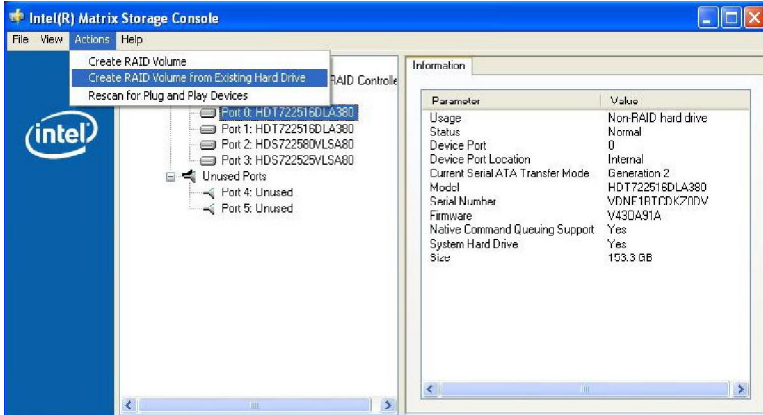 Intel(R) Matrix Storage Console
File View Actions Help
Create RAID Volume
Create RAID Volume from Existing Hard Drive
Rescan for Plug and Play Devices
RAID Controlle
Port 0: HDT722516DLA380
Port 1: HDT722516DLA380
Port 2: HDS722580VLSA80
Port 3: HDS722525VLSA80
Unused Ports
Port 4: Unused
Port 5: Unused
intel
Information
Parameter Value
Usage Non-RAID hard drive
Status Normal
Device Port 0
Device Port Location Internal
Current Serial ATA Transfer Mode Generation 2
Model HDT722516DLA380
Serial Number
Firmware V43OA91A
Native Command Queuing Support Yes
System Hard Drive Yes
Size 153.3 GB